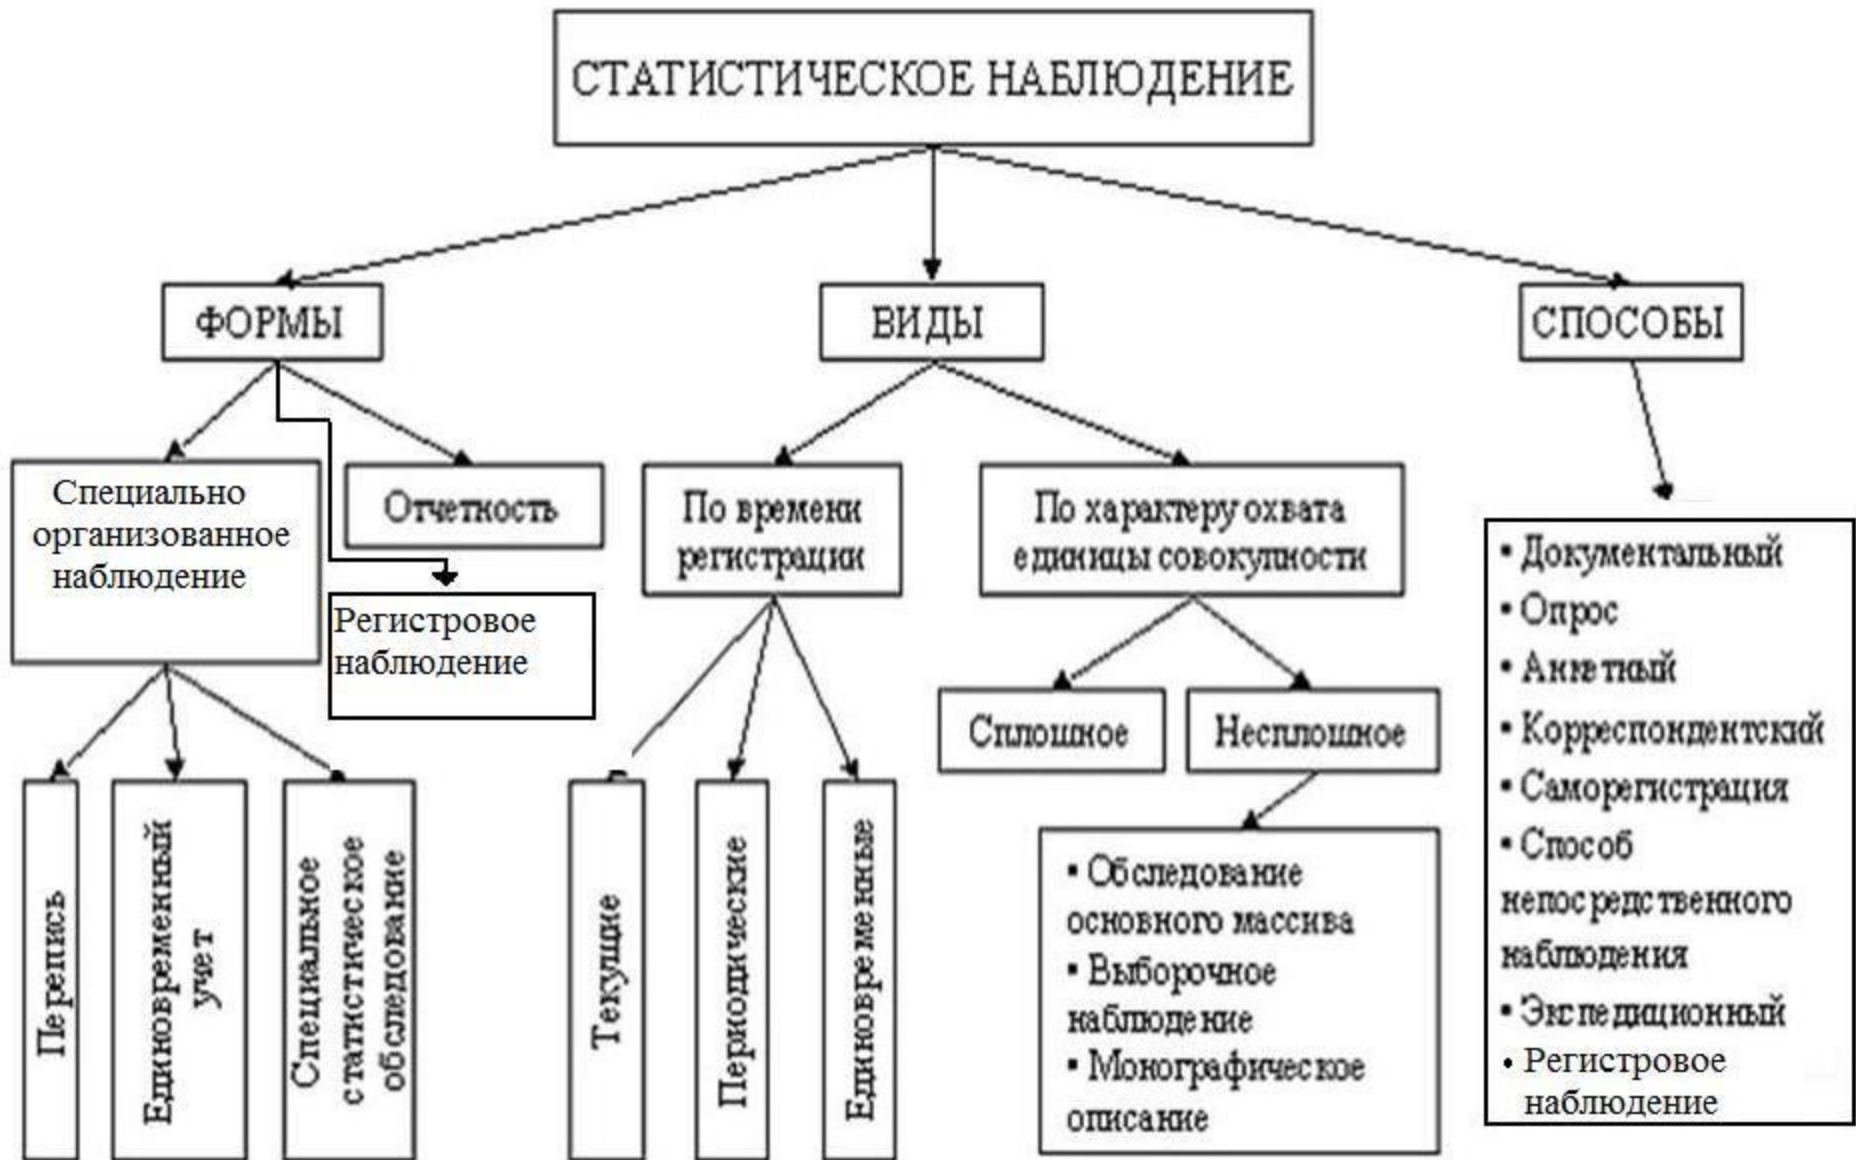 СТАТИСТИЧЕСКОЕ НАБЛЮДЕНИЕ
ФОРМЫ
ВИДЫ
СПОСОБЫ
Специально
организованное
наблюдение
Отчетность
Регистровое
наблюдение
Перепись
Единовременный
учет
Специальное
статистическое
обследование
По времени
регистрации
Текущие
Периодические
Единовременные
По характеру охвата
единицы совокупности
Сплошное
Несплошное
▪ Обследование
основного массива
▪ Выборочное
наблюдение
▪ Монографическое
описание
▪ Документальный
▪ Опрос
▪ Анкетный
▪ Корреспондентский
▪ Саморегистрация
▪ Способ
непосредственного
наблюдения
▪ Экспедиционный
• Регистровое
наблюдение